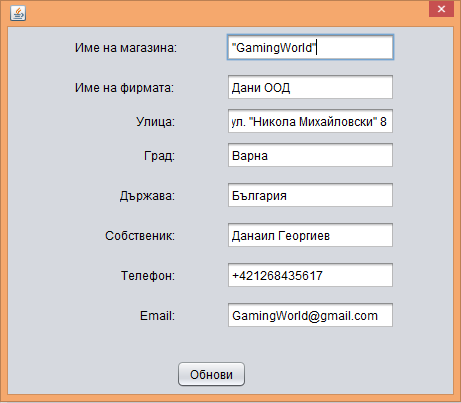 Име на магазина: "GamingWorld"
Име на фирмата: Дани ООД
Улица: ул. "Никола Михайловски" 8
Град: Варна
Държава: България
Собственик: Данаил Георгиев
Телефон: +421268435617
Email: GamingWorld@gmail.com
Обнови